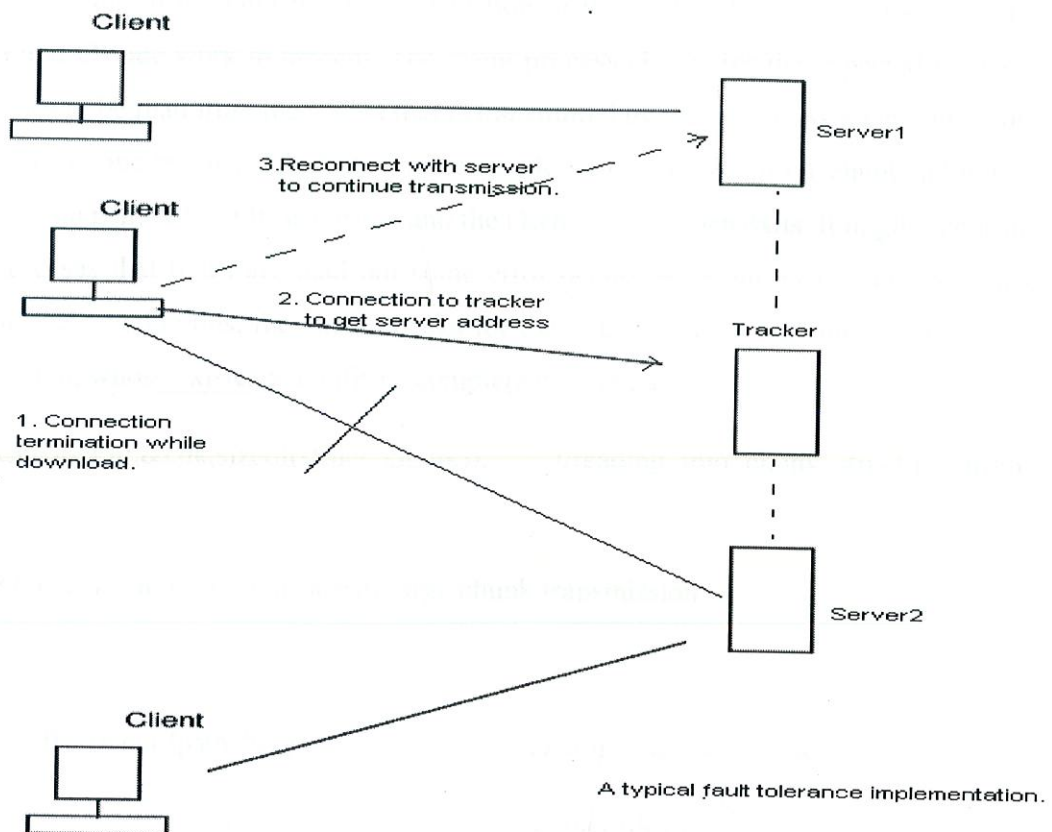 Client
Server1
3.Reconnect with server
to continue transmission.
Client
2. Connection to tracker
to get server address
Tracker
1. Connection
termination while
download.
Server2
Client
A typical fault tolerance implementation.